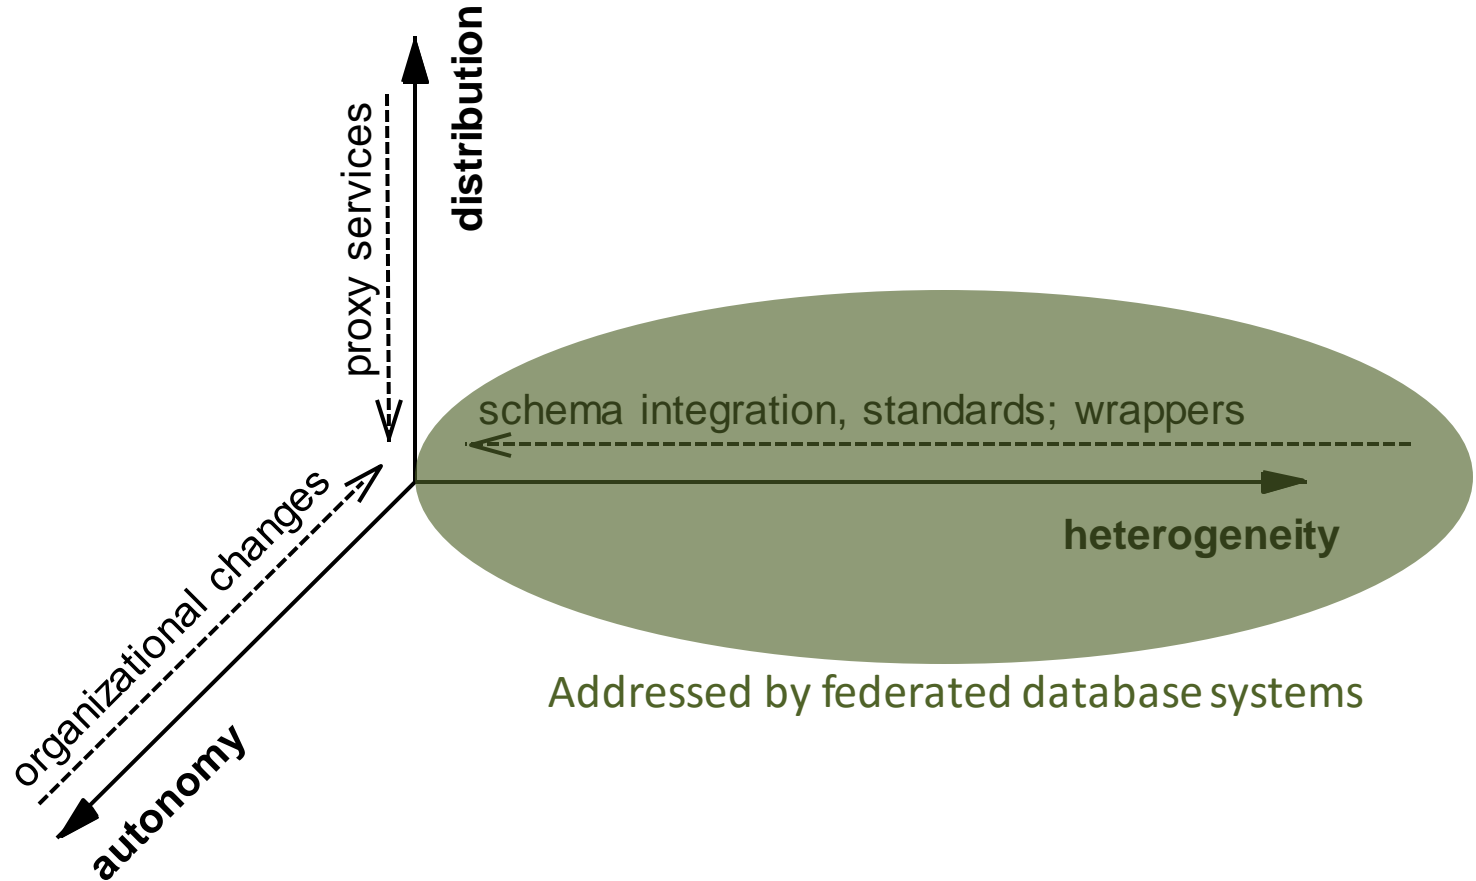 distribution
proxy services
schema integration, standards; wrappers
heterogeneity
organizational changes
autonomy
Addressed by federated database systems